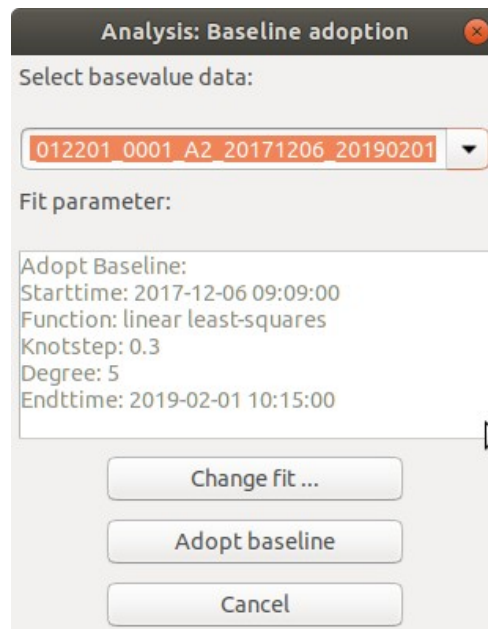 Analysis: Baseline adoption
Select basevalue data:
_012201_0001_A2_20171206_20190201
Fit parameter:
Adopt Baseline:
Starttime: 2017-12-06 09:09:00
Function: linear least-squares
Knotstep: 0.3
Degree: 5
Endttime: 2019-02-01 10:15:00
Change fit ...
Adopt baseline
Cancel